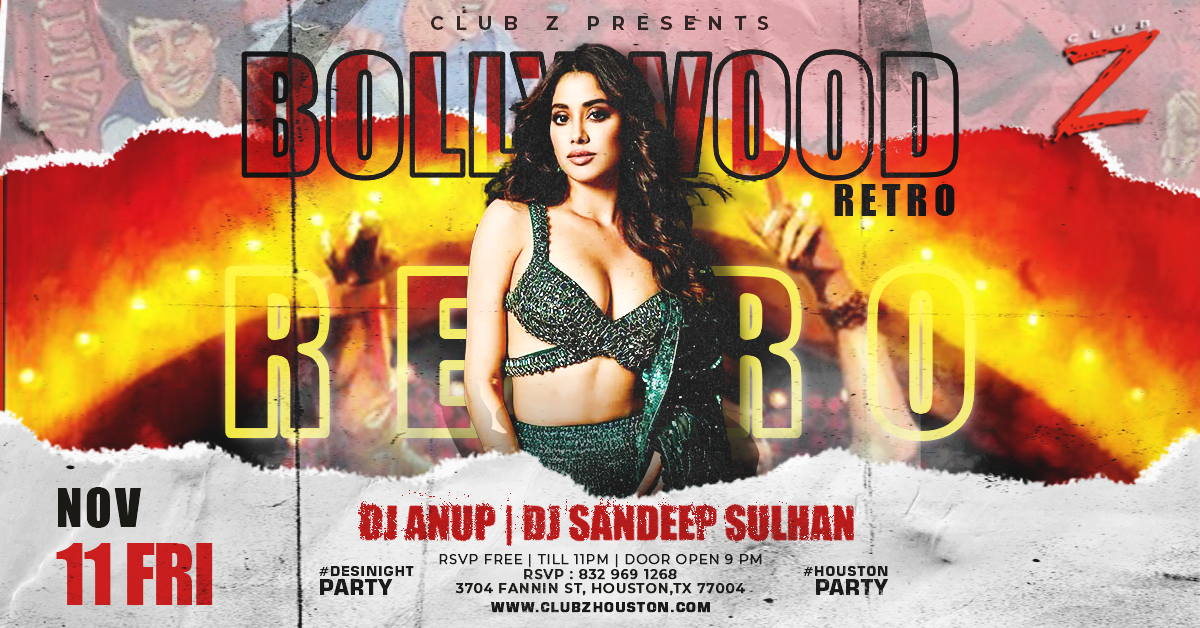 CLUB Z PRESENTS
CLUB
Z
BOLLYWOOD
RETRO
RETRO
NOV
11 FRI
DJ ANUP | DJ SANDEEP SULHAN
RSVP FREE | TILL 11PM | DOOR OPEN 9 PM
RSVP : 832 969 1268
3704 FANNIN ST, HOUSTON,TX 77004
WWW.CLUBZHOUSTON.COM
#DESINIGHT
PARTY
#HOUSTON
PARTY